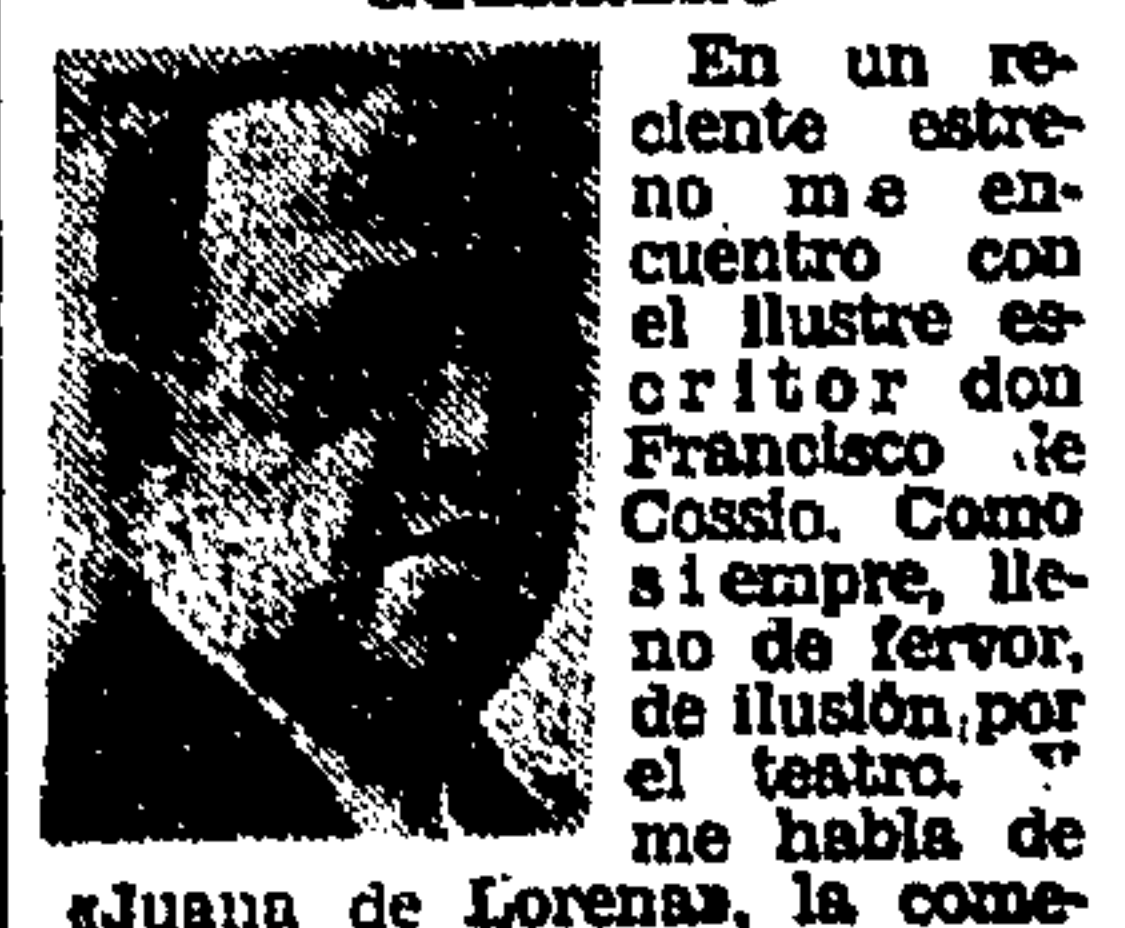 En un re-
ciente estre-
no me en-
cuentro con
el ilustre es-
critor don
Francisco de
Cossío. Como
siempre, lle-
no de fervor,
de ilusión por
el teatro. Y
me habla de
«Juana de Lorena», la come-